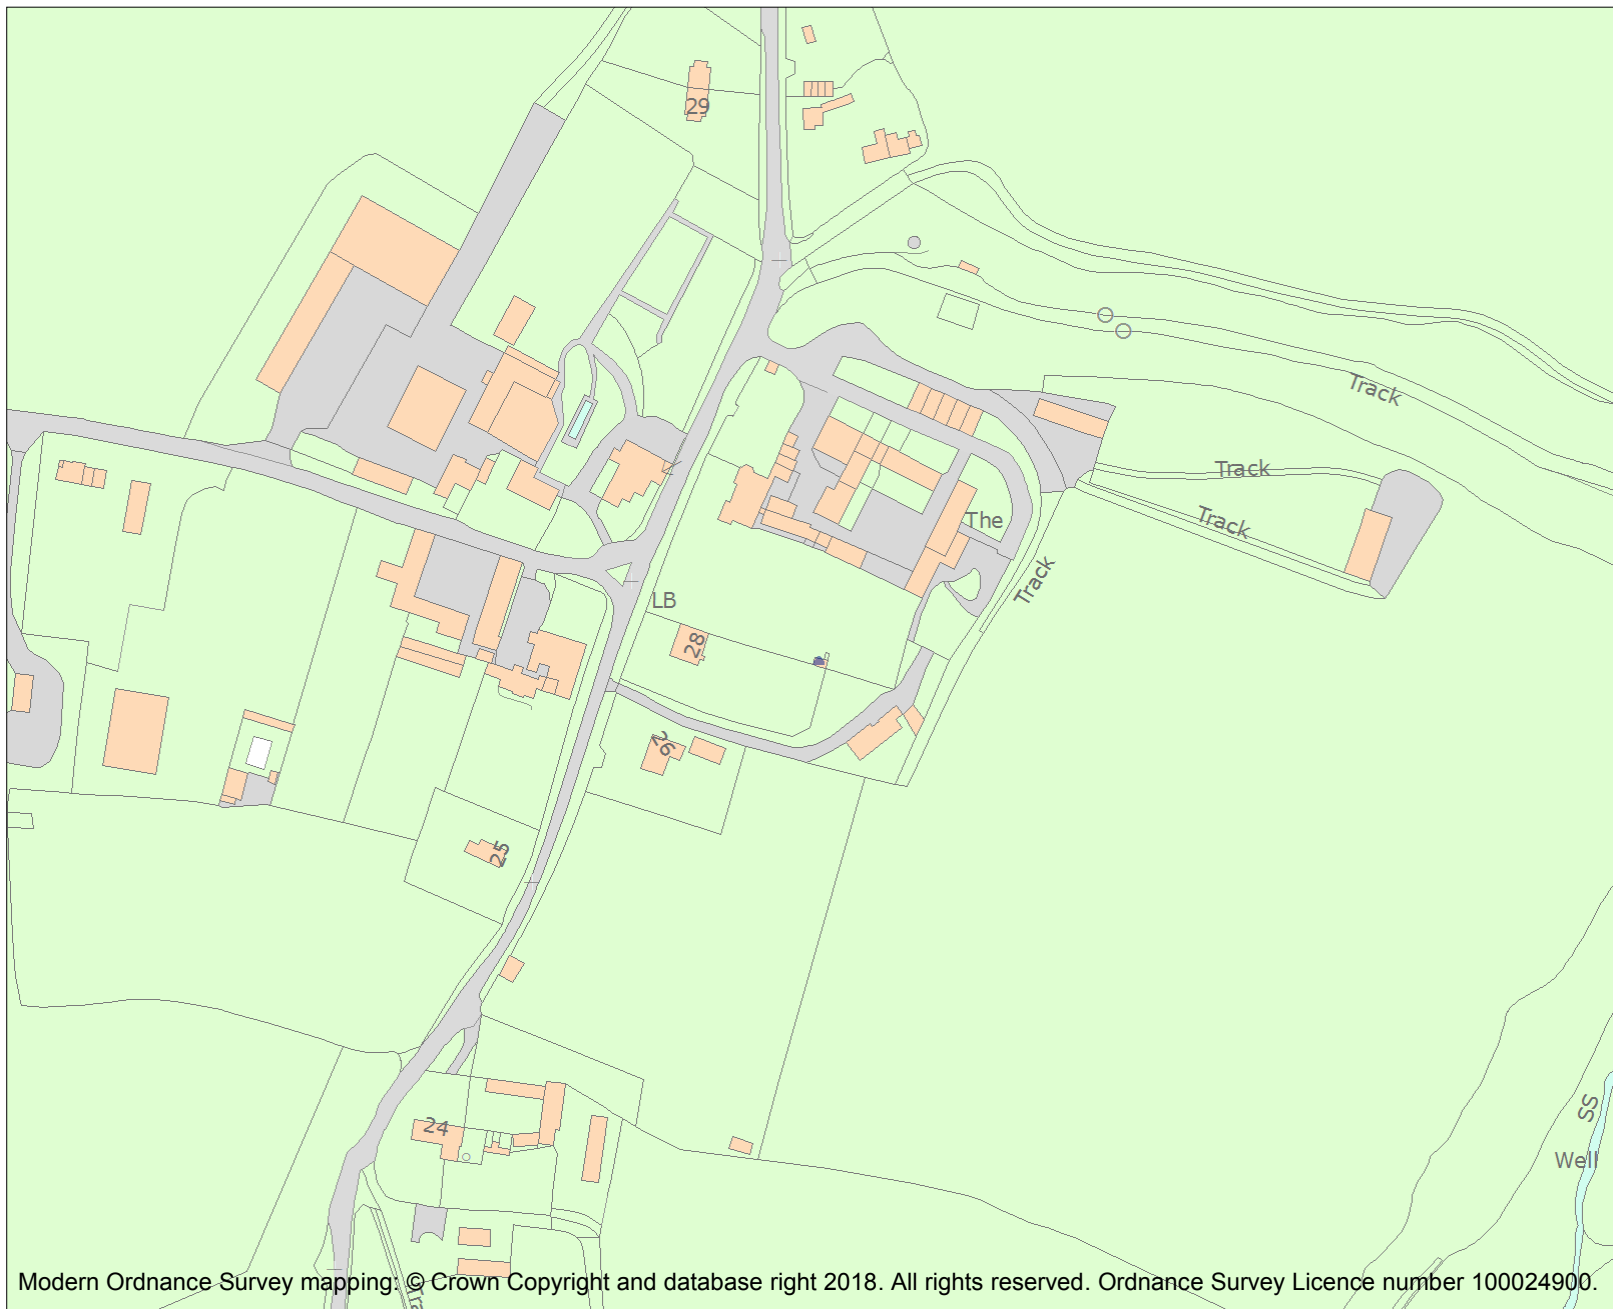 29
Track
Track
Track
The
Track
LB
28
26
25
SS
24
Well
Tra
Modern Ordnance Survey mapping: © Crown Copyright and database right 2018. All rights reserved. Ordnance Survey Licence number 100024900.